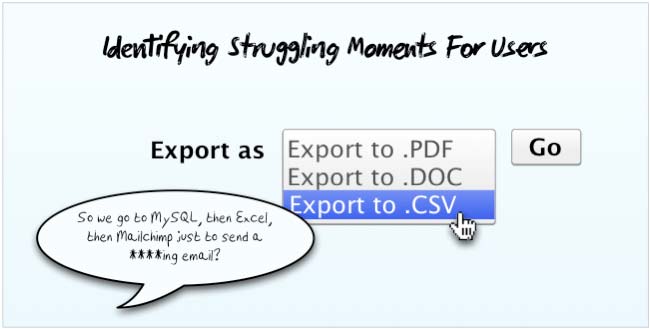 Identifying Struggling Moments For Users
Export as
Export to .PDF
Go
Export to .DOC
Export to .CSV
So we go to MySQL, then Excel,
then Mailchimp just to send a
****ing email?